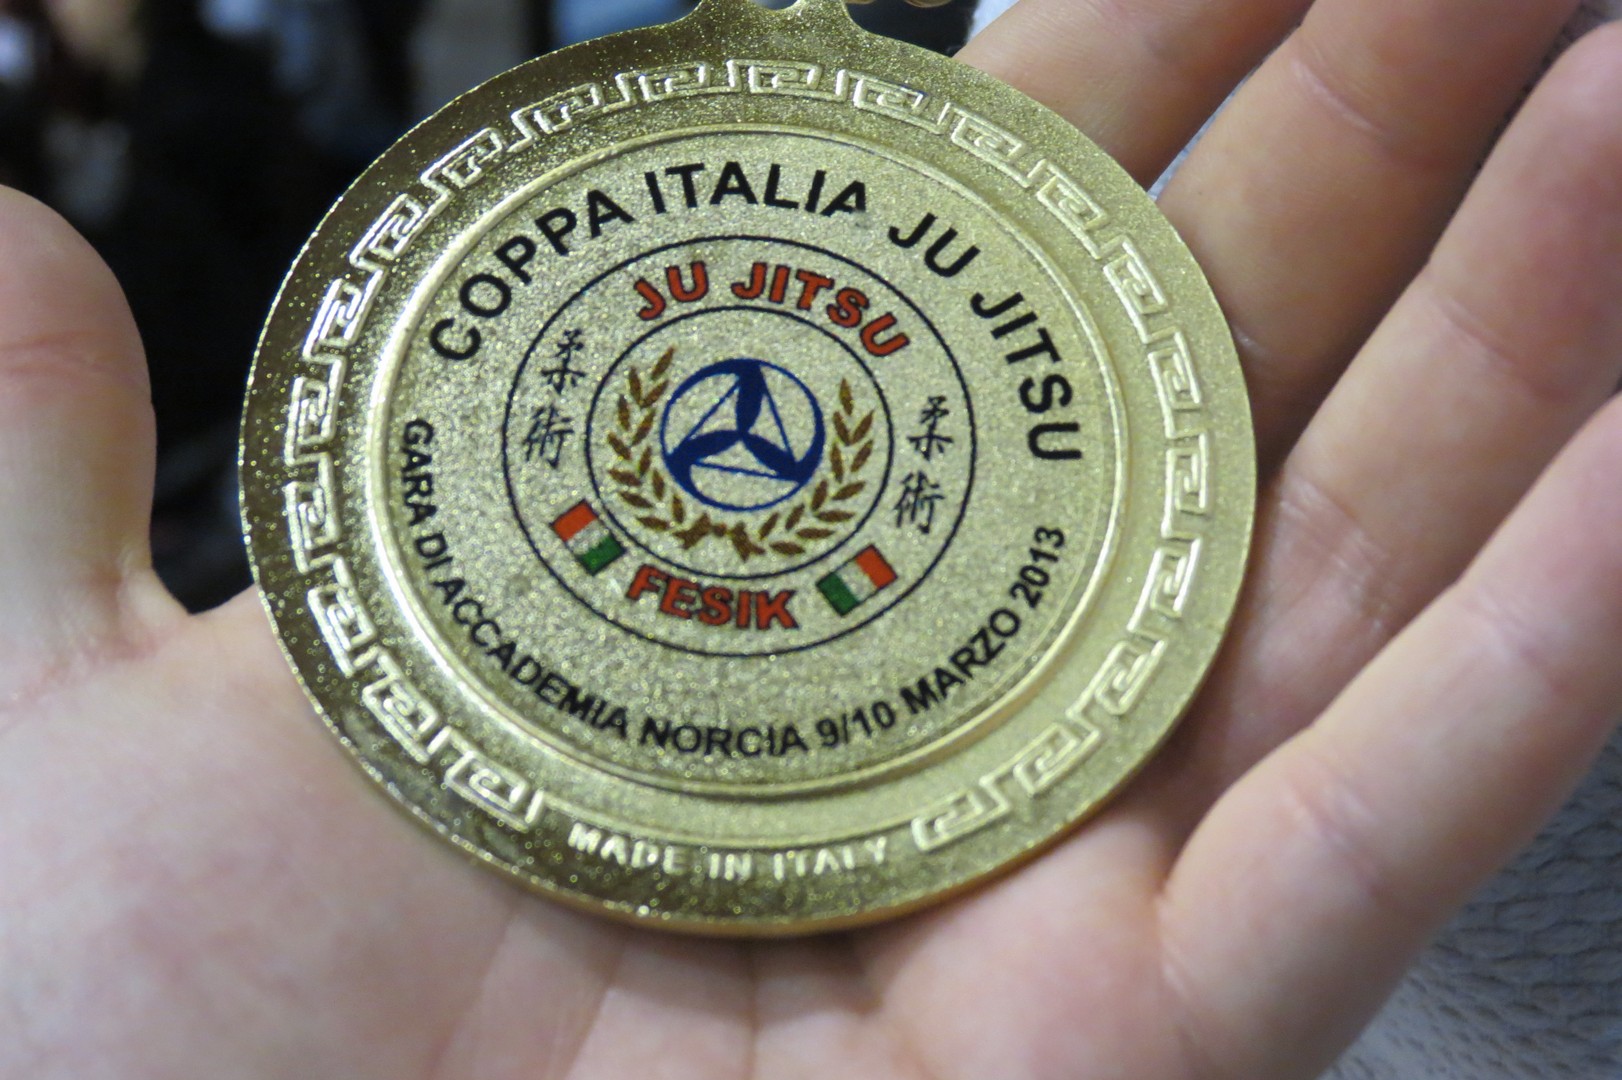 COPPA ITALIA JU JITSU
JU JITSU
柔術
柔術
FESIK
GARA DI ACCADEMIA NORCIA 9/10 MARZO 2013
MADE IN ITALY